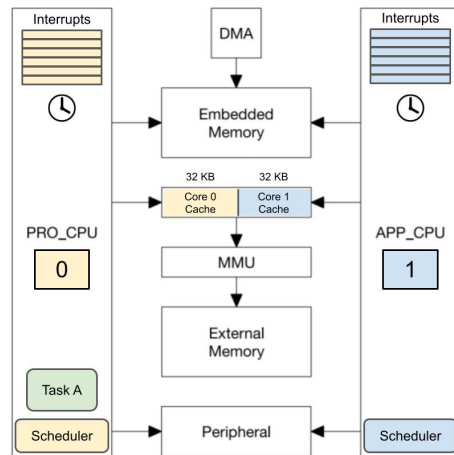 Interrupts
DMA
Interrupts
Embedded
Memory
32 KB
32 KB
Core 0
Cache
Core 1
Cache
PRO_CPU
0
MMU
APP_CPU
1
External
Memory
Task A
Scheduler
Peripheral
Scheduler